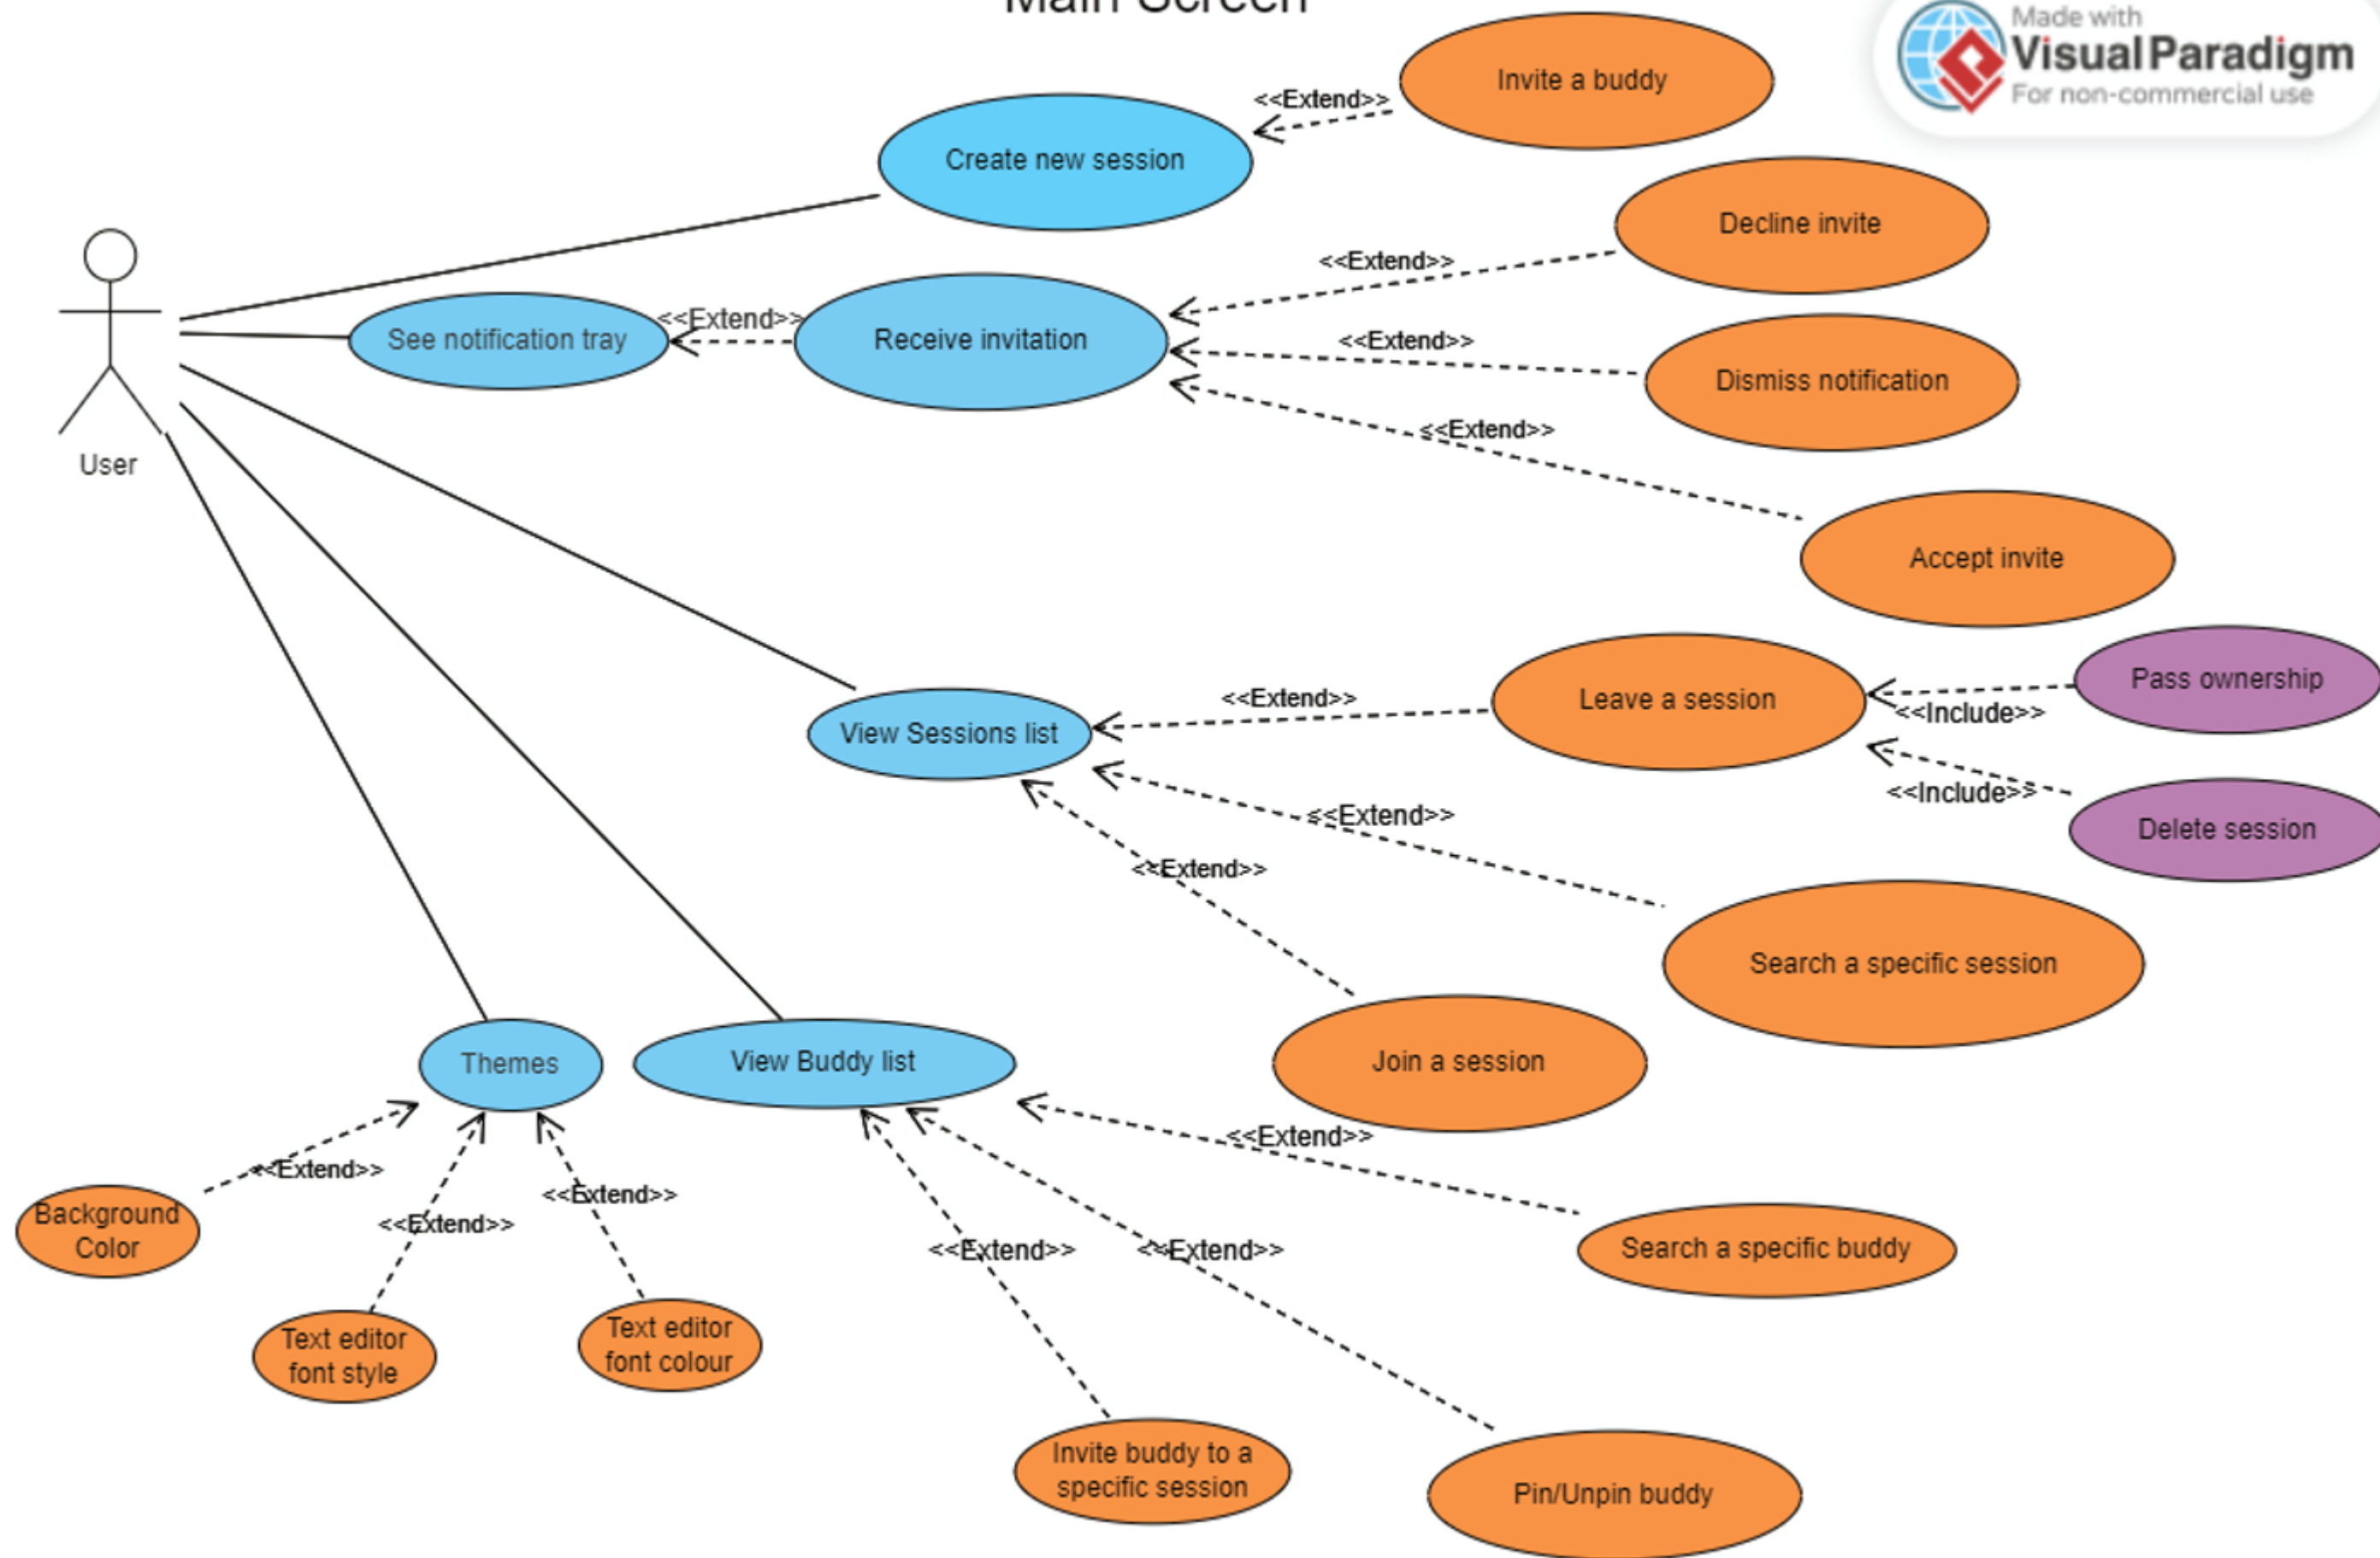 Main Screen
Made with
Visual Paradigm
For non-commercial use
Invite a buddy
<<Extend>>
Create new session
Decline invite
<<Extend>>
User
See notification tray
<<Extend>>
Receive invitation
<<Extend>>
Dismiss notification
<<Extend>>
Accept invite
View Sessions list
<<Extend>>
Leave a session
Pass ownership
<<Include>>
<<Include>>
Delete session
<<Extend>>
Search a specific session
<<Extend>>
Join a session
Themes
View Buddy list
<<Extend>>
Search a specific buddy
<<Extend>>
Background
Color
<<Extend>>
Text editor
font style
<<Extend>>
Text editor
font colour
<<Extend>>
Invite buddy to a
specific session
<<Extend>>
Pin/Unpin buddy